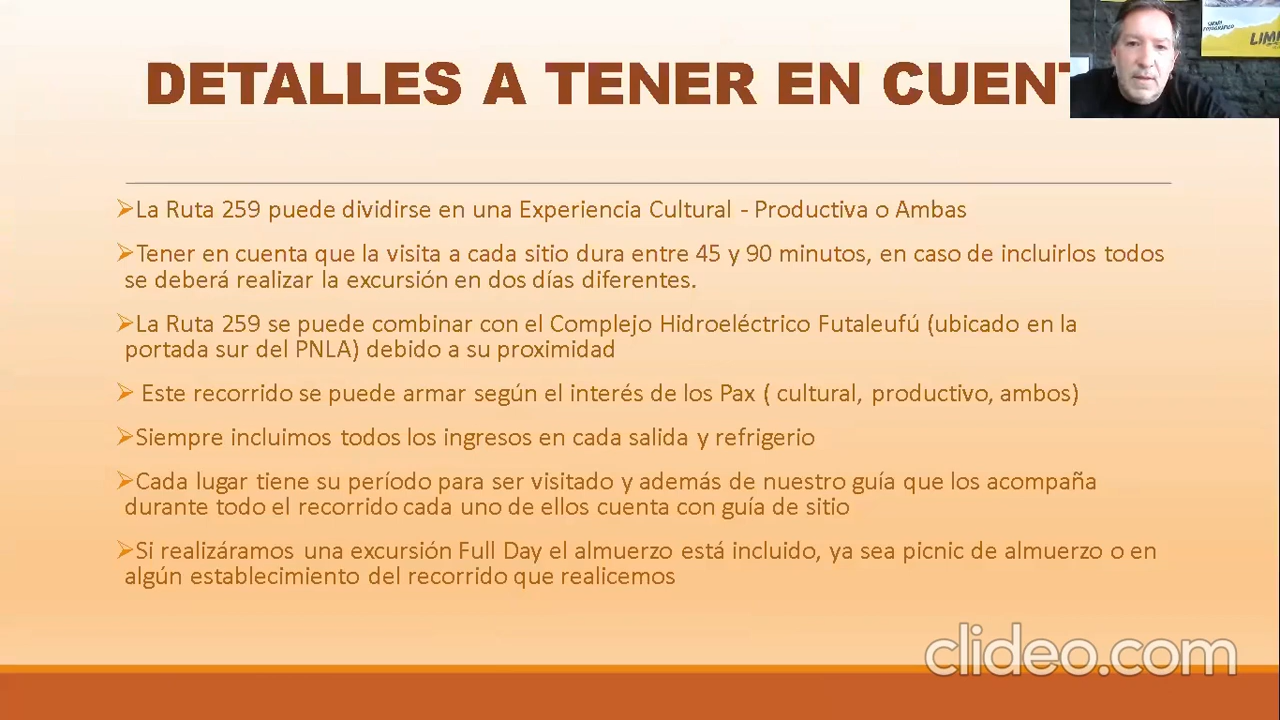 DETALLES A TENER EN CUENT
SAFARI
FOTOGRÁFICO
LIMI
La Ruta 259 puede dividirse en una Experiencia Cultural - Productiva o Ambas
Tener en cuenta que la visita a cada sitio dura entre 45 y 90 minutos, en caso de incluirlos todos
se deberá realizar la excursión en dos días diferentes.
La Ruta 259 se puede combinar con el Complejo Hidroeléctrico Futaleufú (ubicado en la
portada sur del PNLA) debido a su proximidad
Este recorrido se puede armar según el interés de los Pax ( cultural, productivo, ambos)
Siempre incluimos todos los ingresos en cada salida y refrigerio
Cada lugar tiene su período para ser visitado y además de nuestro guía que los acompaña
durante todo el recorrido cada uno de ellos cuenta con guía de sitio
Si realizáramos una excursión Full Day el almuerzo está incluido, ya sea picnic de almuerzo o en
algún establecimiento del recorrido que realicemos
clideo.com